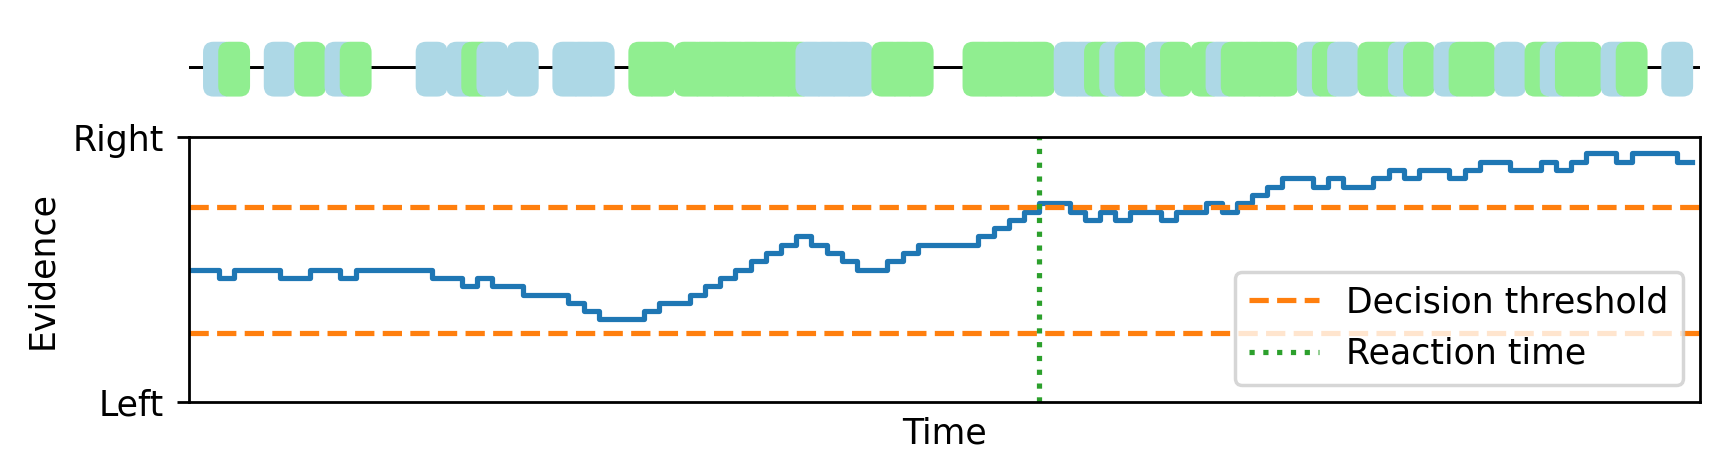 Right
Evidence
Left
Decision threshold
Reaction time
Time